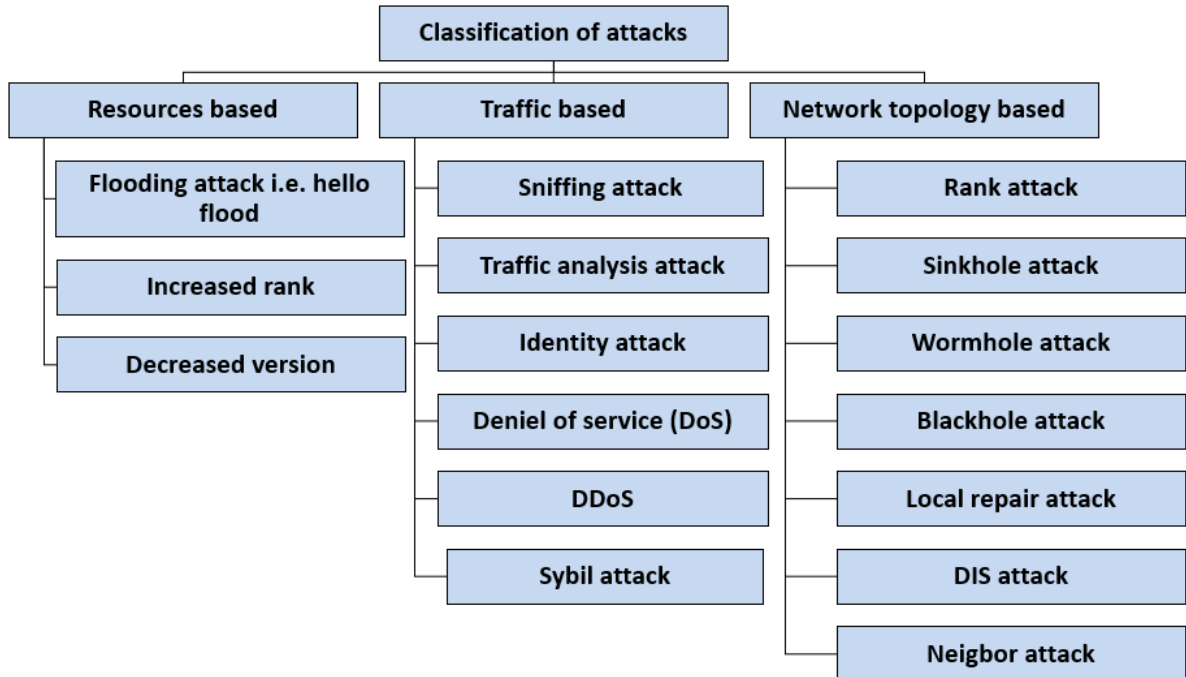 Classification of attacks
Resources based
Traffic based
Network topology based
Flooding attack i.e. hello
flood
Increased rank
Decreased version
Sniffing attack
Traffic analysis attack
Identity attack
Deniel of service (DoS)
DDoS
Sybil attack
Rank attack
Sinkhole attack
Wormhole attack
Blackhole attack
Local repair attack
DIS attack
Neigbor attack